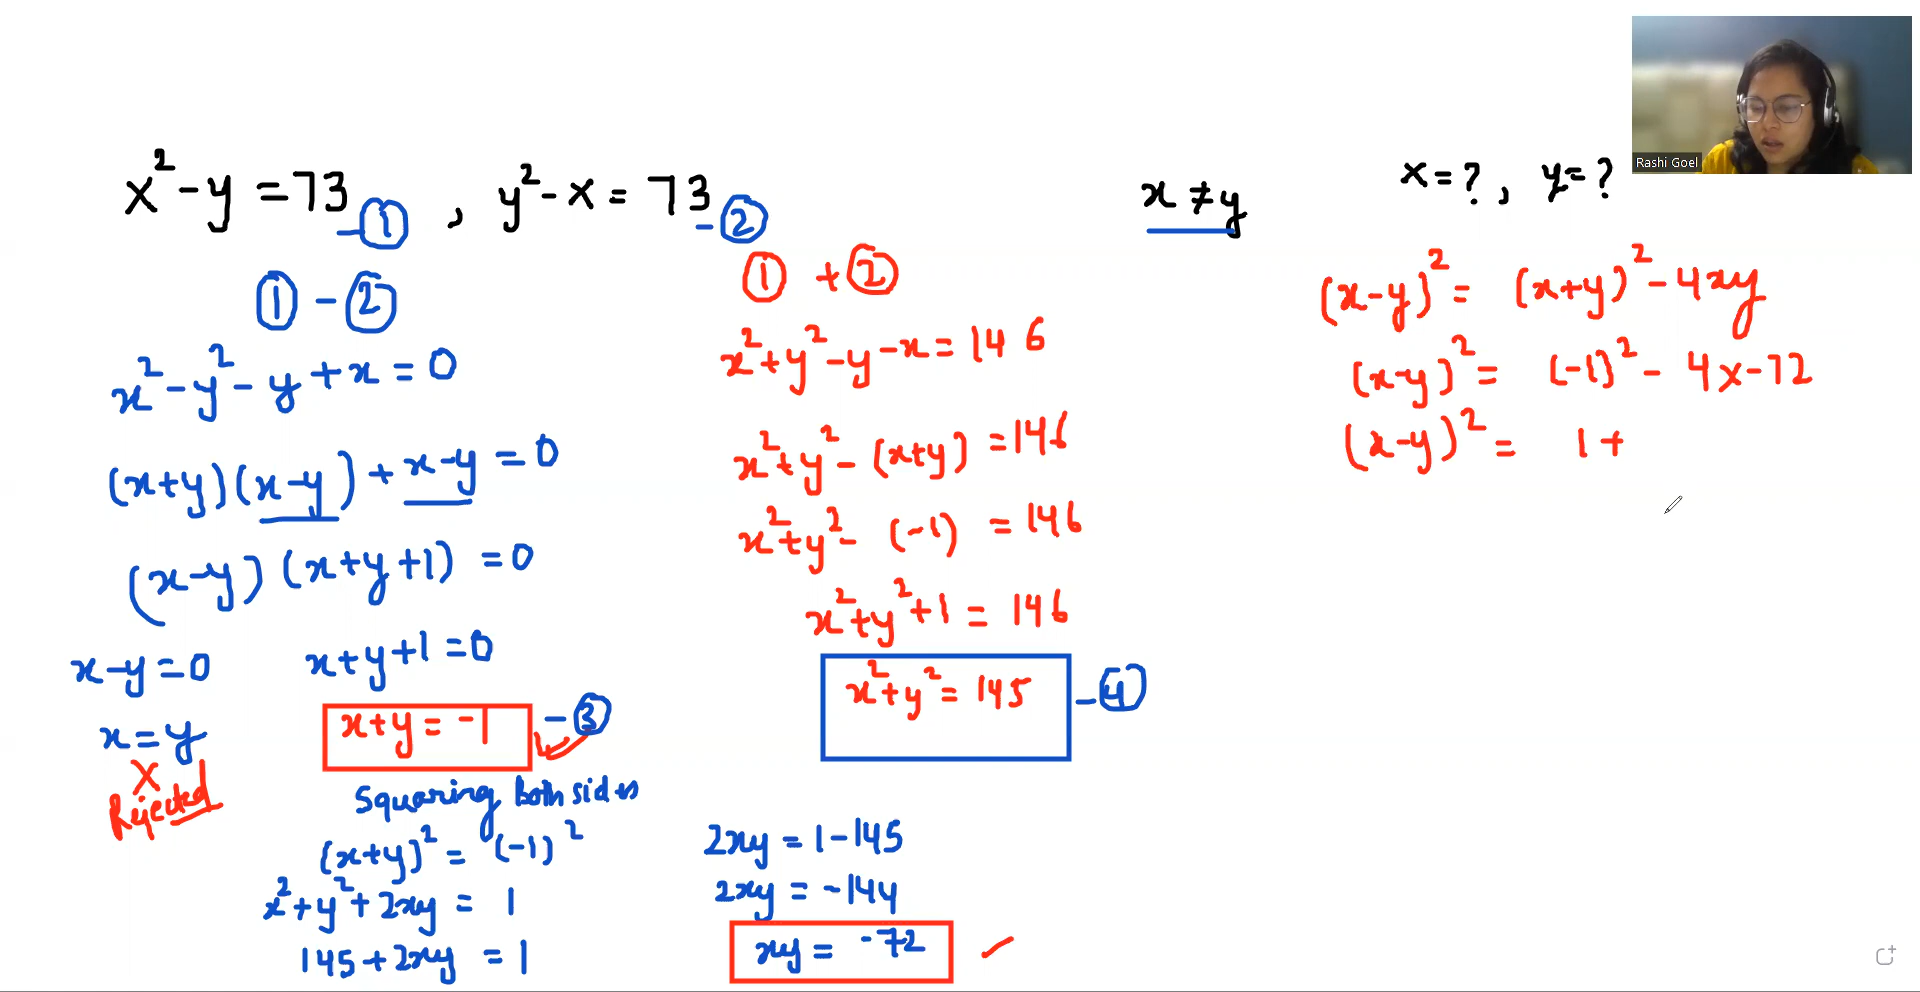 x² - y = 73 - ① , y² - x = 73 - ②
x ≠ y
x = ? , y = ?
Rashi Goel
① - ②
x² - y² - y + x = 0
(x+y)(x-y) + x-y = 0
(x-y)(x+y+1) = 0
x-y = 0
x = y
X
Rejected
x+y+1 = 0
x+y = -1 - ③
Squaring both sides
(x+y)² = (-1)²
x²+y²+2xy = 1
145+2xy = 1
① + ②
x²+y²-y-x = 146
x²+y²-(x+y) = 146
x²+y²-(-1) = 146
x²+y²+1 = 146
x²+y² = 145 - ④
2xy = 1-145
2xy = -144
xy = -72
(x-y)² = (x+y)² - 4xy
(x-y)² = (-1)² - 4x-72
(x-y)² = 1+